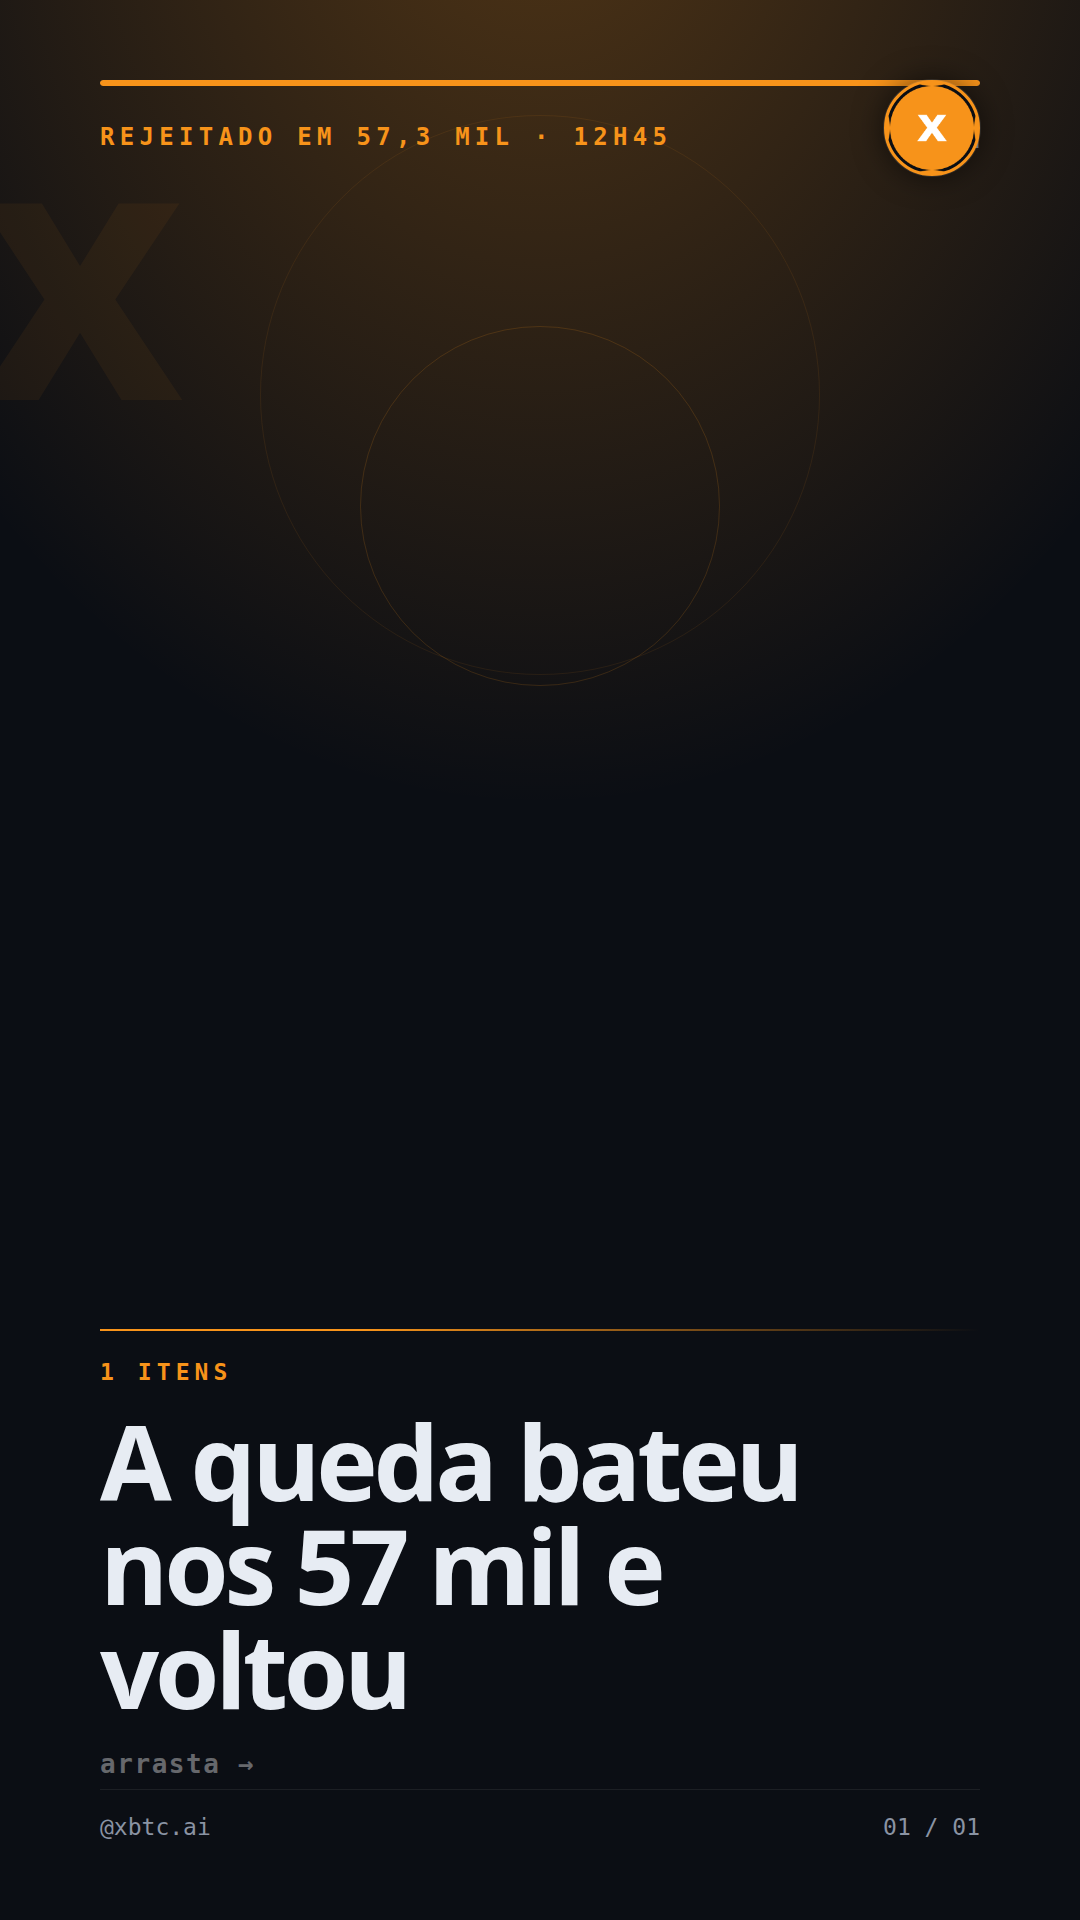 REJEITADO EM 57,3 MIL · 12H45
X
X
1 ITENS
A queda bateu
nos 57 mil e
voltou
arrasta →
@xbtc.ai
01 / 01